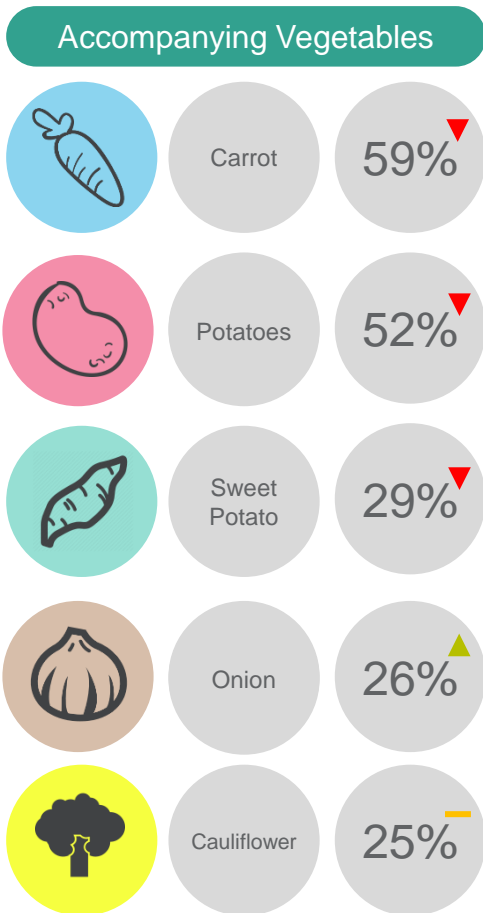 Accompanying Vegetables
Carrot
59%
Potatoes
52%
Sweet
Potato
29%
Onion
26%
Cauliflower
25%